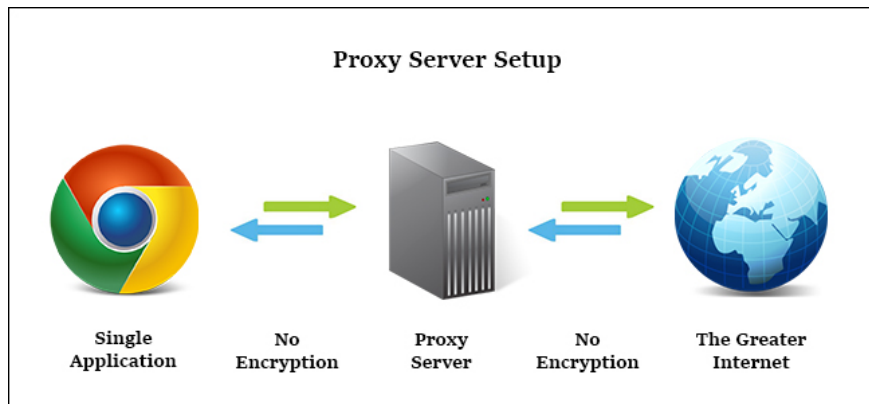 Proxy Server Setup
Single
Application
No
Encryption
Proxy
Server
No
Encryption
The Greater
Internet